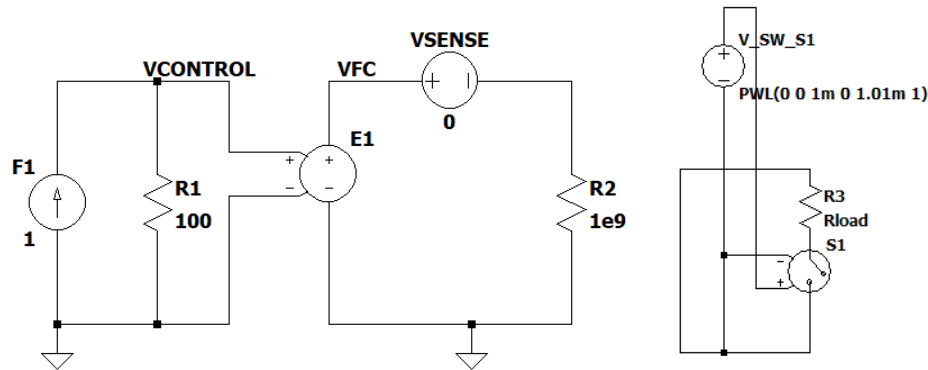 VSENSE
V_SW_S1
VCONTROL
VFC
0
PWL(0 0 1m 0 1.01m 1)
E1
F1
R1
R2
R3
100
1e9
Rload
1
S1